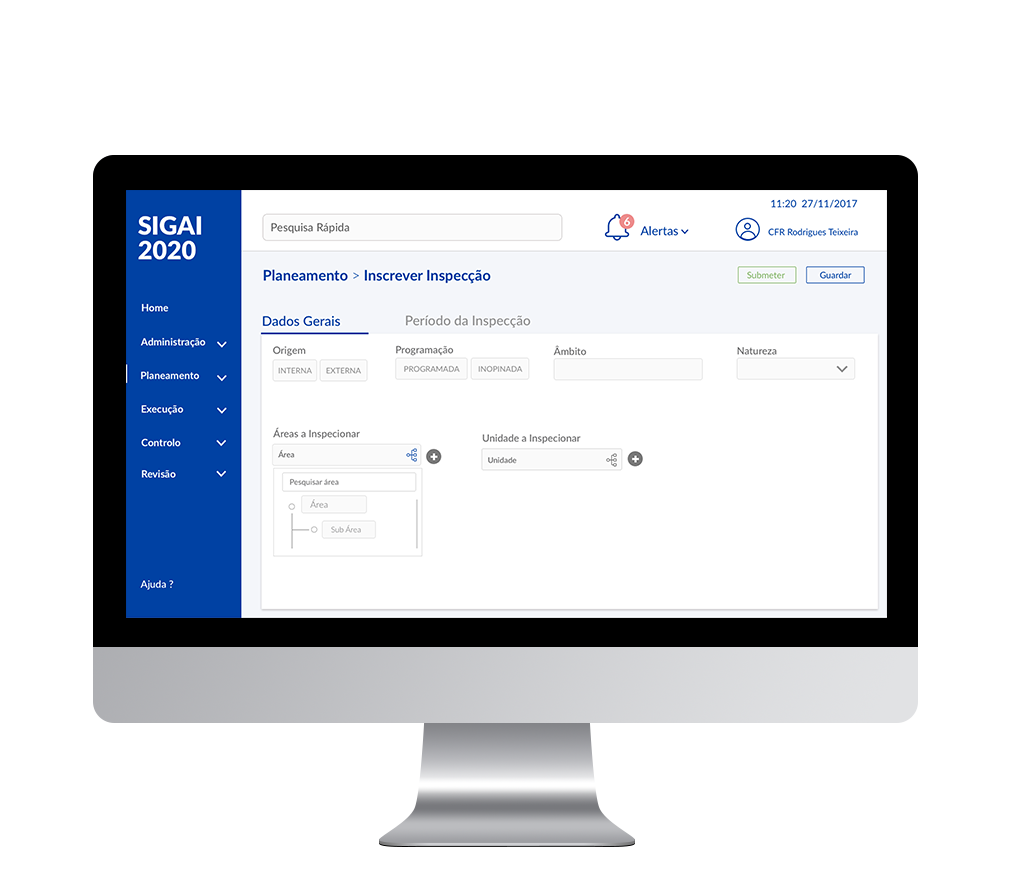 SIGAI
2020
Home
Administração
Planeamento
Execução
Controlo
Revisão
Ajuda ?
11:20 27/11/2017
Pesquisa Rápida
6
Alertas
CFR Rodrigues Teixeira
Planeamento > Inscrever Inspecção
Submeter
Guardar
Dados Gerais
Período da Inspecção
Origem
Programação
Âmbito
Natureza
INTERNA
EXTERNA
PROGRAMADA
INOPINADA
Áreas a Inspecionar
Unidade a Inspecionar
Área
Unidade
Pesquisar área
Área
Sub Área